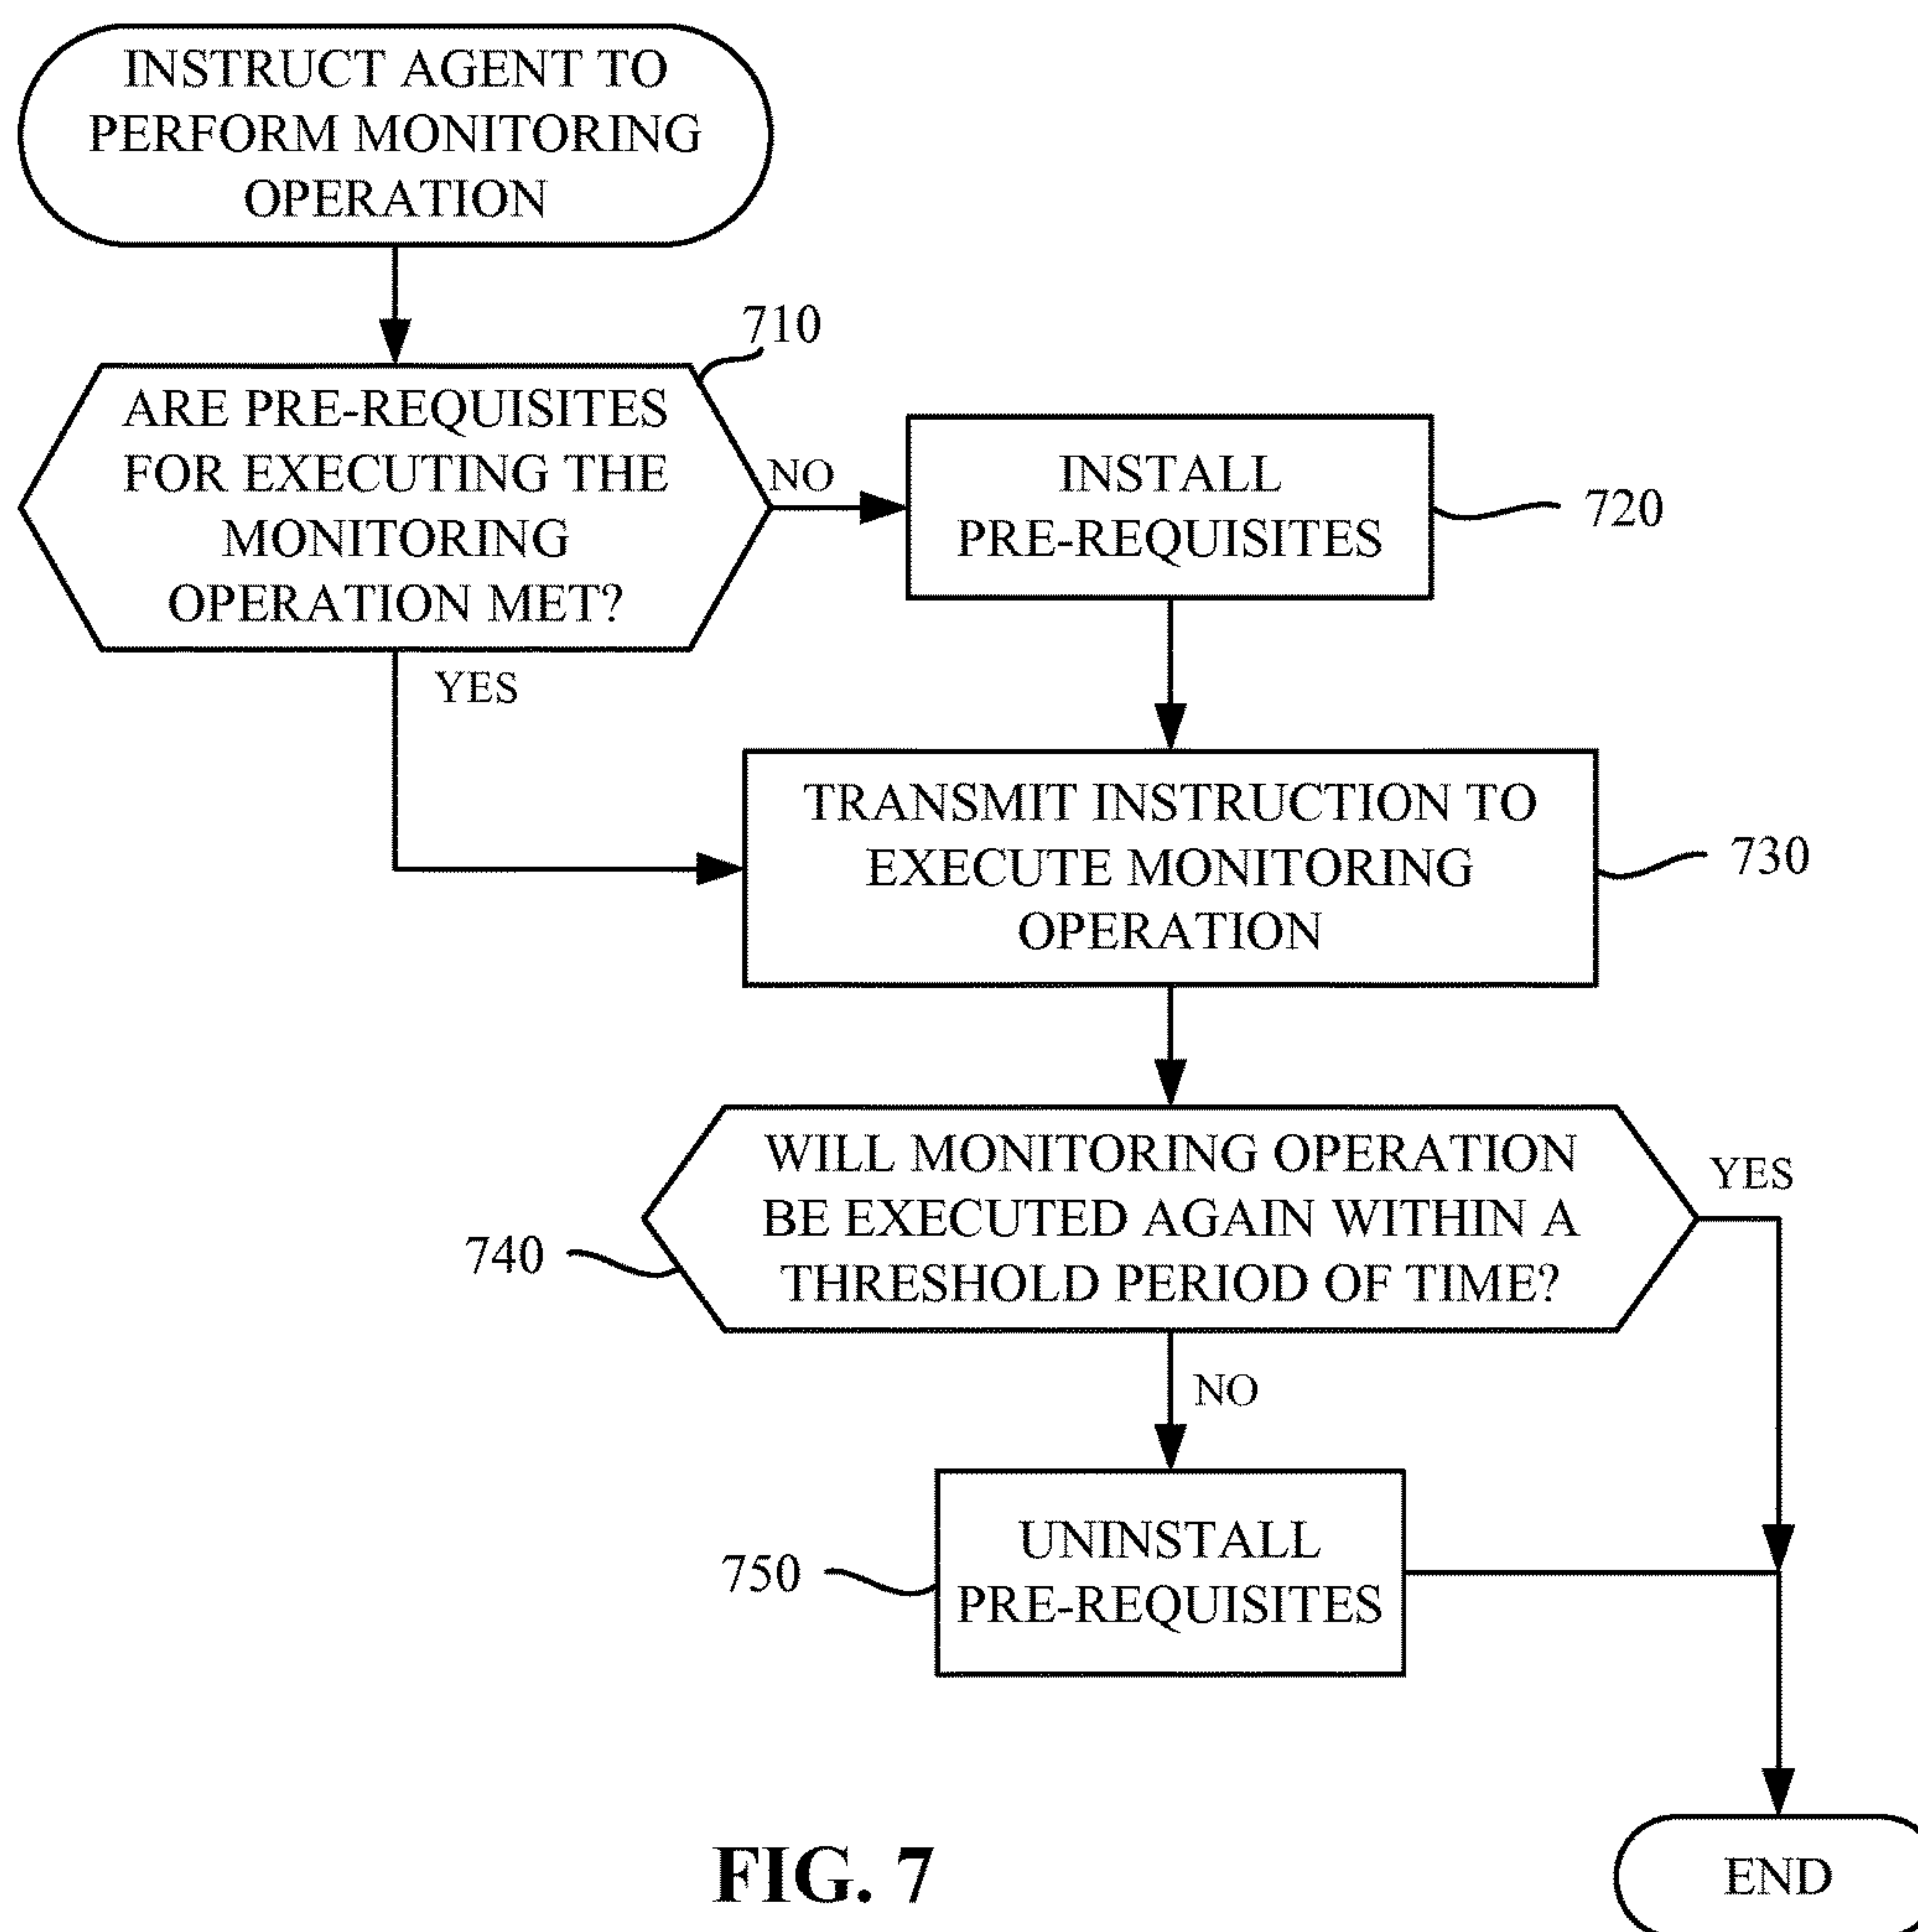 INSTRUCT AGENT TO
PERFORM MONITORING
OPERATION
710
ARE PRE-REQUISITES
FOR EXECUTING THE
MONITORING
OPERATION MET?
NO
INSTALL
PRE-REQUISITES
720
YES
TRANSMIT INSTRUCTION TO
EXECUTE MONITORING
OPERATION
730
WILL MONITORING OPERATION
BE EXECUTED AGAIN WITHIN A
THRESHOLD PERIOD OF TIME?
YES
740
NO
UNINSTALL
PRE-REQUISITES
750
FIG. 7
END